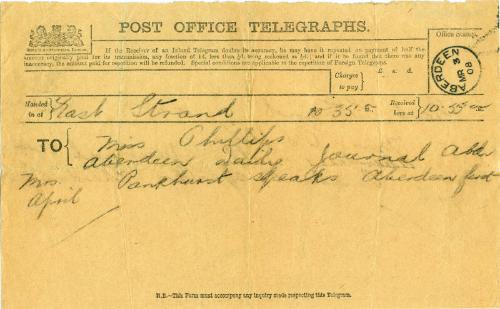 POST OFFICE TELEGRAPHS.
If the Receiver of an Inland Telegram doubts its accuracy, he may have it repeated on payment of half the
amount originally paid for its transmission, any fraction of 1d. less than ½d. being reckoned as ½d.; and if it be found that there was any
inaccuracy, the amount paid for repetition will be refunded. Special conditions are applicable to the repetition of Foreign Telegrams.
Office Stamp.
ABERDEEN
MR 3
08
Charges to pay
£ s. d.
Handed in at East Strand 10 35 Received here at 10.55
TO Miss Phillips
Aberdeen Daily Journal Abdn
Mrs Pankhurst speaks Aberdeen first
April
N.B.—This Form must accompany any inquiry made respecting this Telegram.